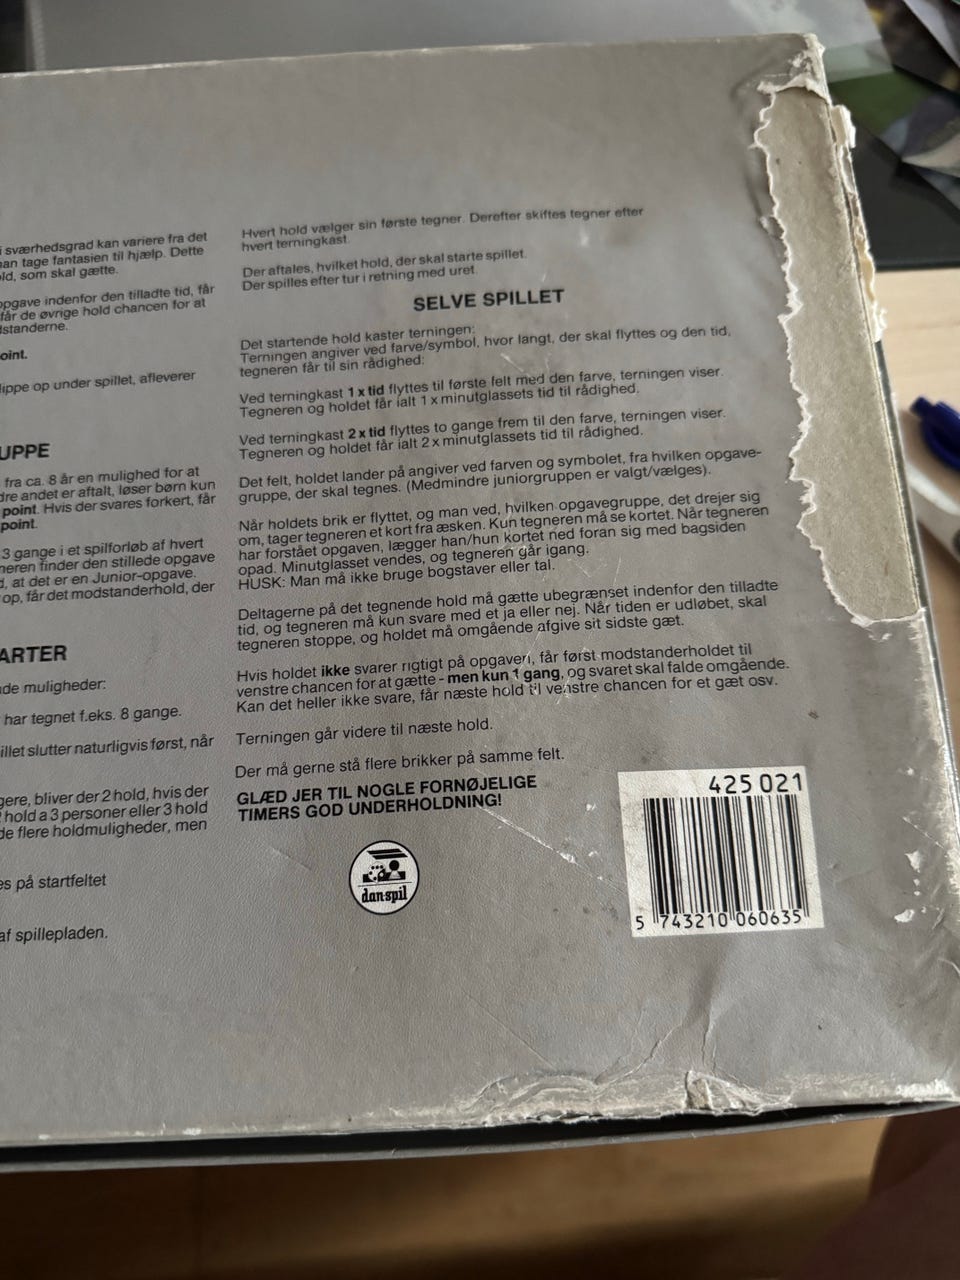 i sværhedsgrad kan variere fra det
tage fantasien til hjælp. Dette
som skal gætte.
opgave indenfor den tilladte tid, får
får de øvrige hold chancen for at
point.
op under spillet, afleverer
fra ca. 8 år en mulighed for at
andet er aftalt, løser børn kun
point. Hvis der svares forkert, får
point.
3 gange i et spilforløb af hvert
finder den stillede opgave
at det er en Junior-opgave.
op, får det modstanderhold, der
muligheder:
har tegnet f.eks. 8 gange.
slutter naturligvis først, når
bliver der 2 hold, hvis der
hold a 3 personer eller 3 hold
flere holdmuligheder, men
på startfeltet
af spillepladen.
Hvert hold vælger sin første tegner. Derefter skiftes tegner efter
hvert terningkast.
Der aftales, hvilket hold, der skal starte spillet.
Der spilles efter tur i retning med uret.
SELVE SPILLET
Det startende hold kaster terningen:
Terningen angiver ved farve/symbol, hvor langt, der skal flyttes og den tid,
tegneren får til sin rådighed:
Ved terningkast 1 x tid flyttes til første felt med den farve, terningen viser.
Tegneren og holdet får ialt 1 x minutglassets tid til rådighed.
Ved terningkast 2 x tid flyttes to gange frem til den farve, terningen viser.
Tegneren og holdet får ialt 2 x minutglassets tid til rådighed.
Det felt, holdet lander på angiver ved farven og symbolet, fra hvilken opgave-
gruppe, der skal tegnes. (Medmindre juniorgruppen er valgt/vælges).
Når holdets brik er flyttet, og man ved, hvilken opgavegruppe, det drejer sig
om, tager tegneren et kort fra æsken. Kun tegneren må se kortet. Når tegneren
har forstået opgaven, lægger han/hun kortet ned foran sig med bagsiden
opad. Minutglasset vendes, og tegneren går igang.
HUSK: Man må ikke bruge bogstaver eller tal.
Deltagerne på det tegnende hold må gætte ubegrænset indenfor den tilladte
tid, og tegneren må kun svare med et ja eller nej. Når tiden er udløbet, skal
tegneren stoppe, og holdet må omgående afgive sit sidste gæt.
Hvis holdet ikke svarer rigtigt på opgaven, får først modstanderholdet til
venstre chancen for at gætte - men kun 1 gang, og svaret skal falde omgående.
Kan det heller ikke svare, får næste hold til venstre chancen for et gæt osv.
Terningen går videre til næste hold.
Der må gerne stå flere brikker på samme felt.
GLÆD JER TIL NOGLE FORNØJELIGE
TIMERS GOD UNDERHOLDNING!
dan-spil
425 021
5 743210 060635